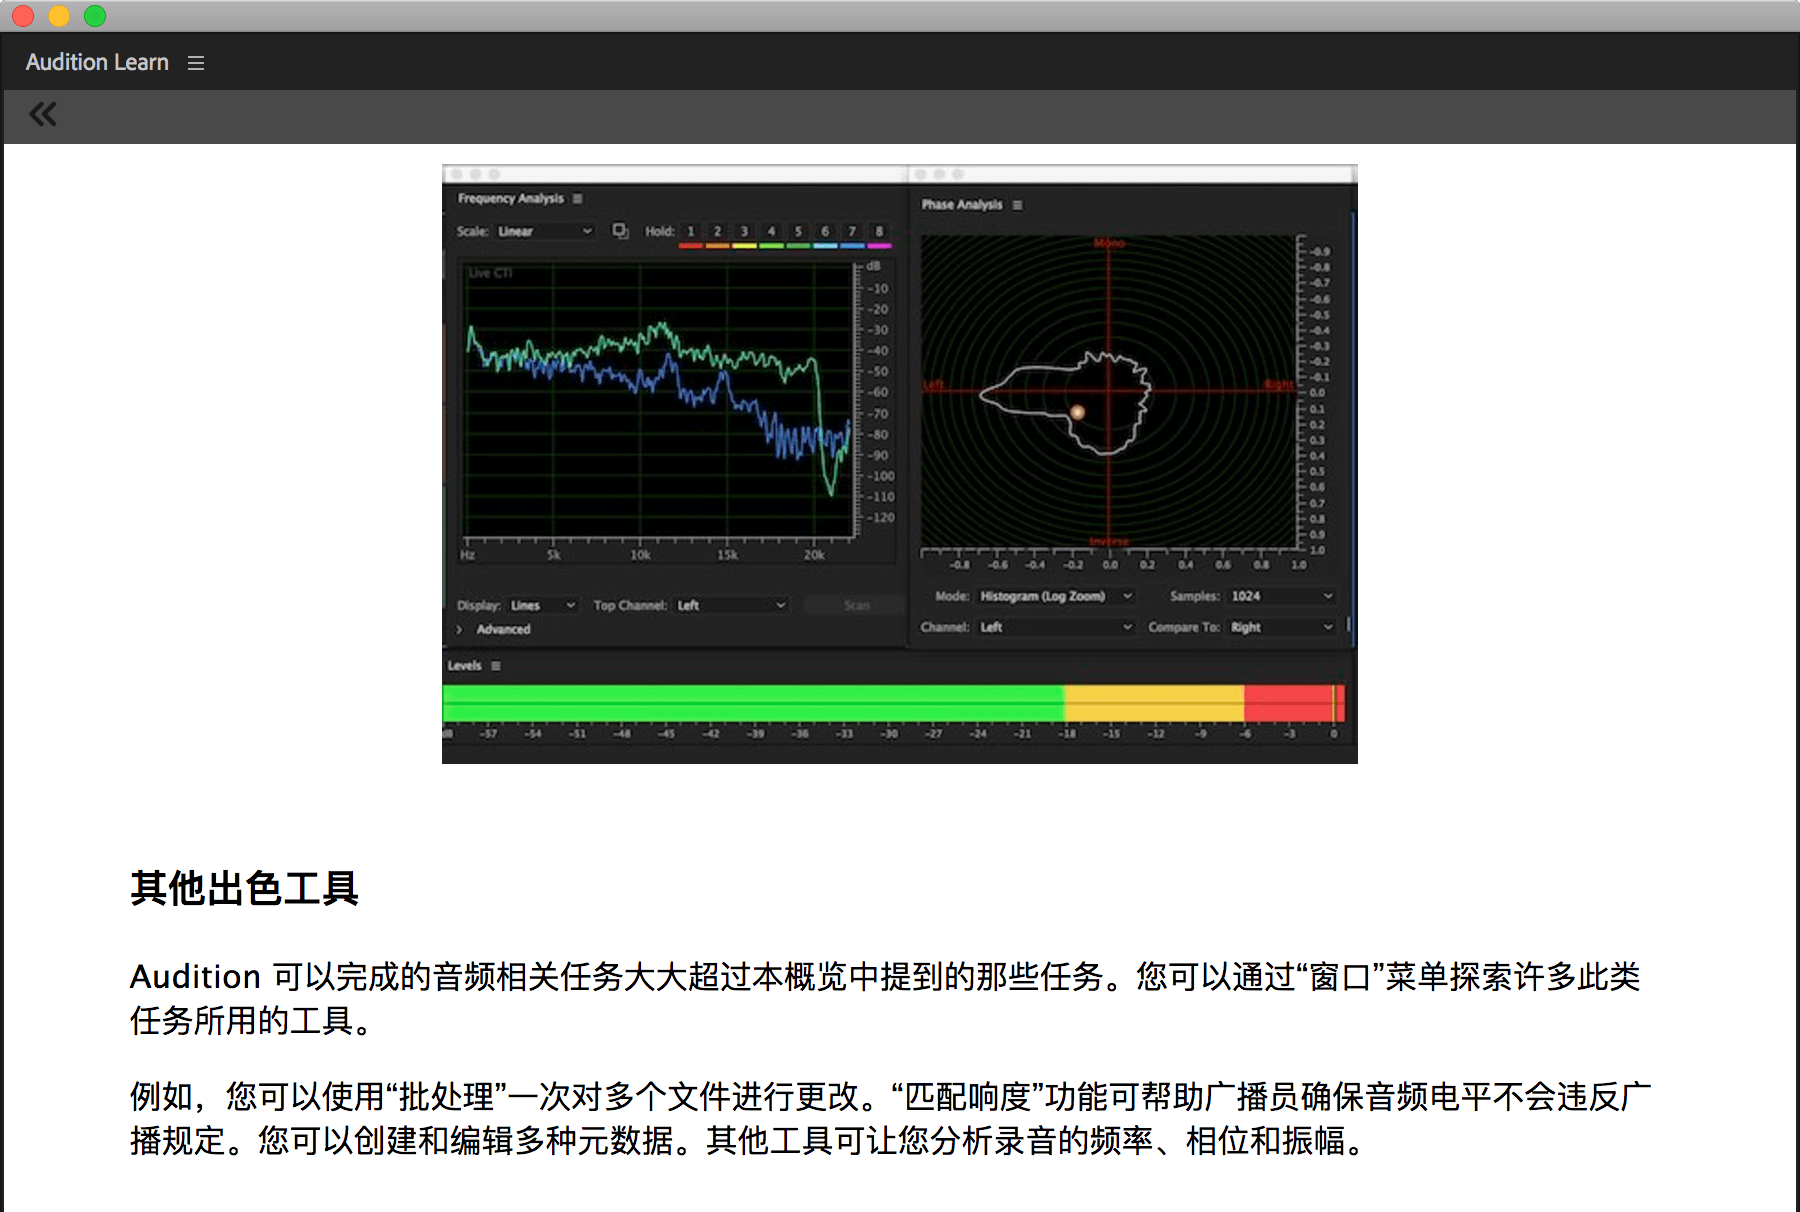 Audition Learn
Frequency Analysis
Phase Analysis
Scale: Linear Hold: 1 2 3 4 5 6 7 8
Live CTI
dB
-10
-20
-30
-40
-50
-60
-70
-80
-90
-100
-110
-120
Hz 5k 10k 15k 20k
Display: Lines Top Channel: Left Scan
Advanced
Mono
Left
Right
Inverse
-0.9
-0.8
-0.7
-0.6
-0.5
-0.4
-0.3
-0.2
-0.1
0.0
0.1
0.2
0.3
0.4
0.5
0.6
0.7
0.8
0.9
1.0
-0.8 -0.6 -0.4 -0.2 0.0 0.2 0.4 0.6 0.8 1.0
Mode: Histogram (Log Zoom) Samples: 1024
Channel: Left Compare To: Right
Levels
dB -57 -54 -51 -48 -45 -42 -39 -36 -33 -30 -27 -24 -21 -18 -15 -12 -9 -6 -3 0
其他出色工具
Audition 可以完成的音频相关任务大大超过本概览中提到的那些任务。您可以通过“窗口”菜单探索许多此类
任务所用的工具。
例如，您可以使用“批处理”一次对多个文件进行更改。“匹配响度”功能可帮助广播员确保音频电平不会违反广
播规定。您可以创建和编辑多种元数据。其他工具可让您分析录音的频率、相位和振幅。